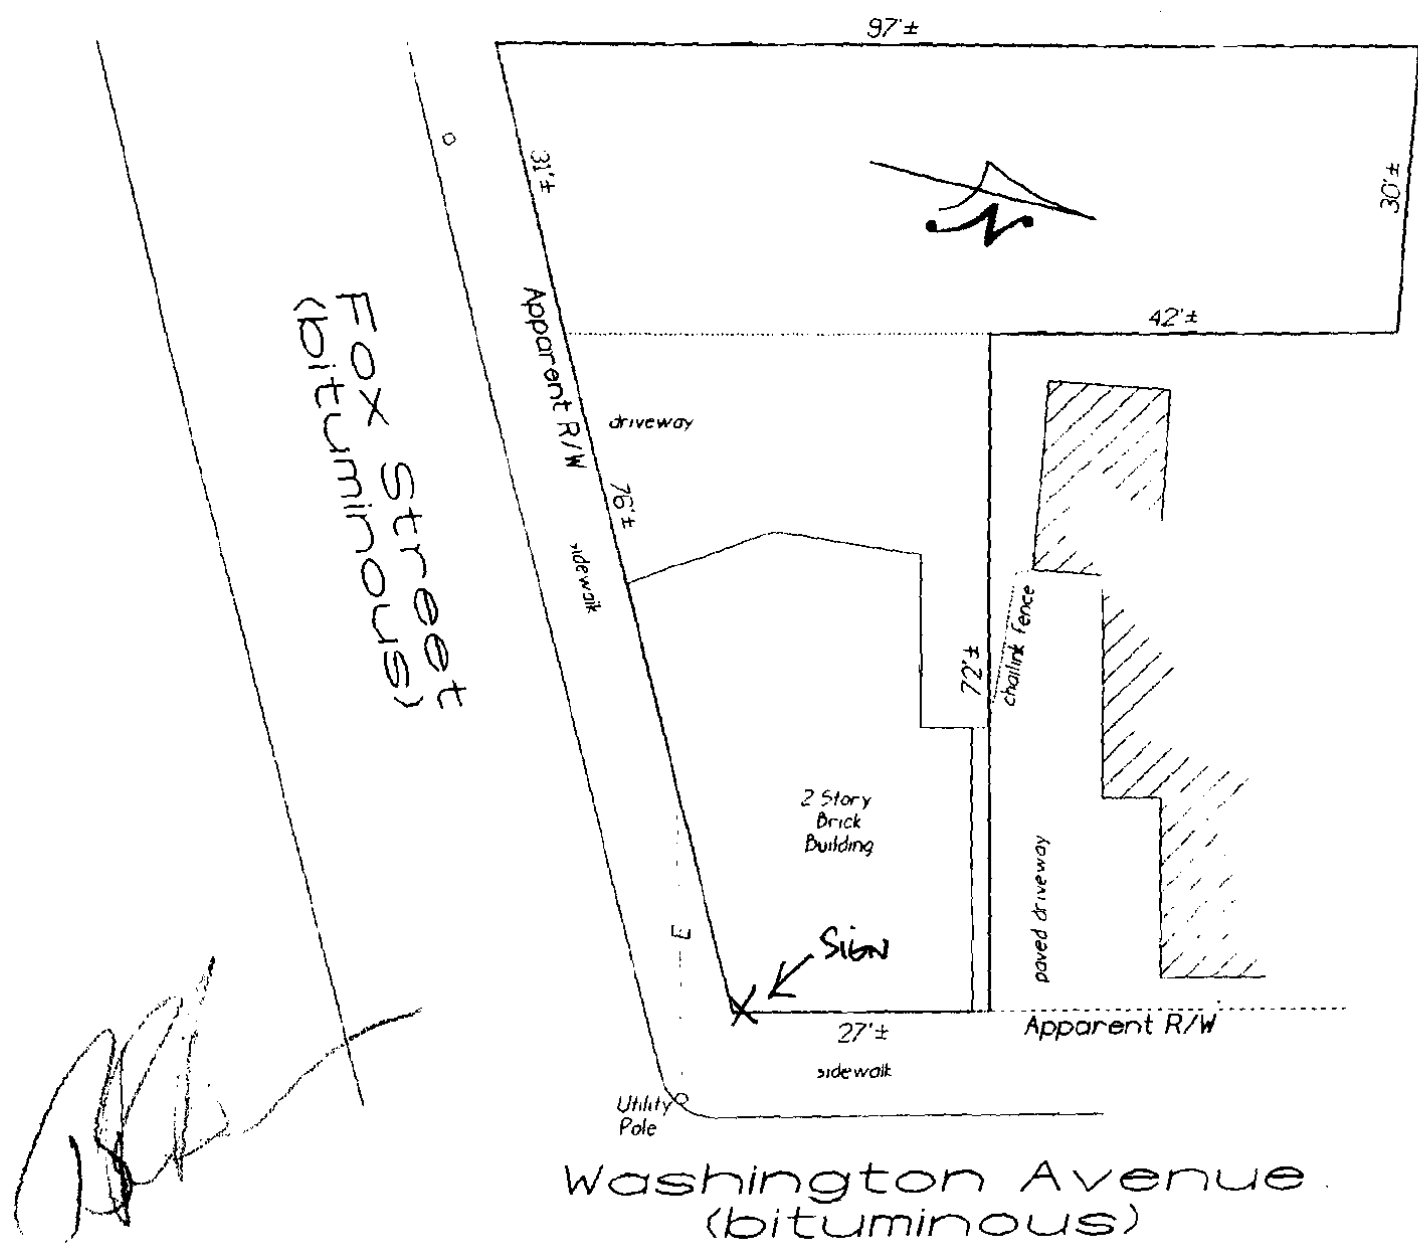 97'±
31'±
30'±
N
42'±
Apparent R/W
Fox Street
(bituminous)
driveway
76'±
sidewalk
72'±
chailink fence
2 Story
Brick
Building
paved driveway
SIGN
27'±
Apparent R/W
sidewalk
Utility
Pole
Washington Avenue
(bituminous)